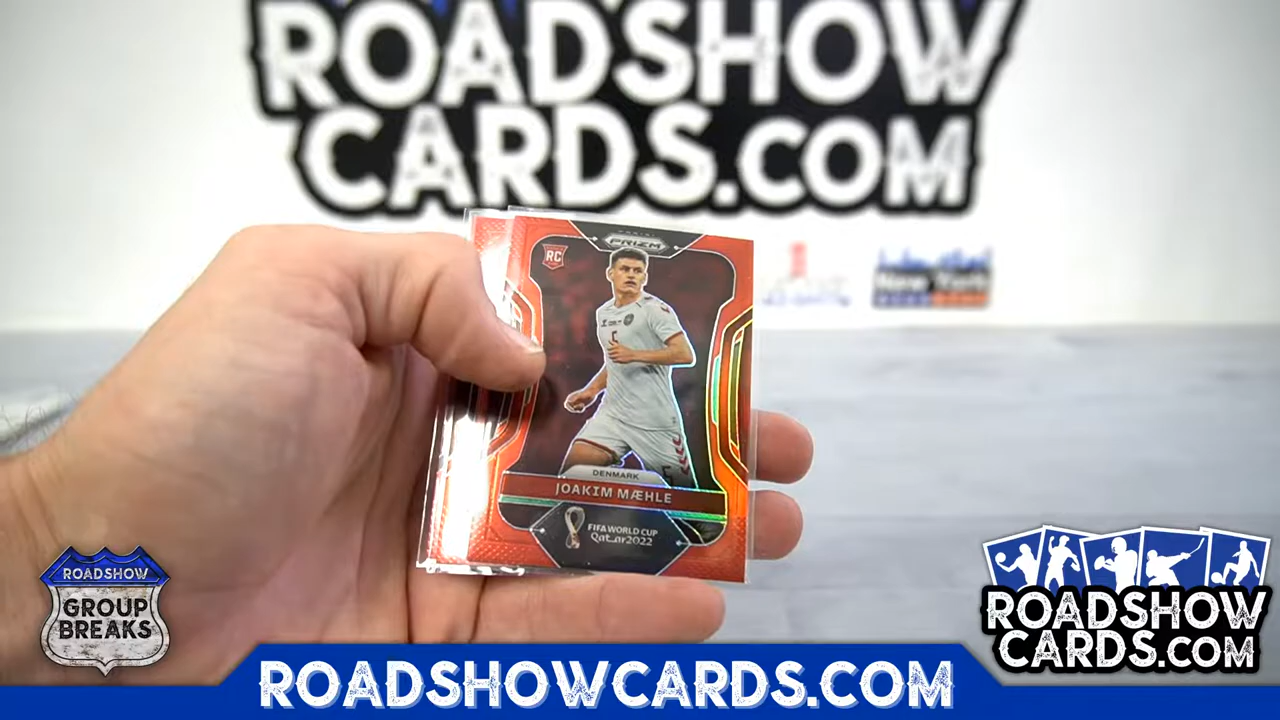 ROADSHOW
CARDS.COM
New York
PRIZM
RC
5
DENMARK
JOAKIM MÆHLE
FIFA WORLD CUP
Qatar2022
ROADSHOW
GROUP
BREAKS
ROADSHOW
CARDS.COM
ROADSHOWCARDS.COM